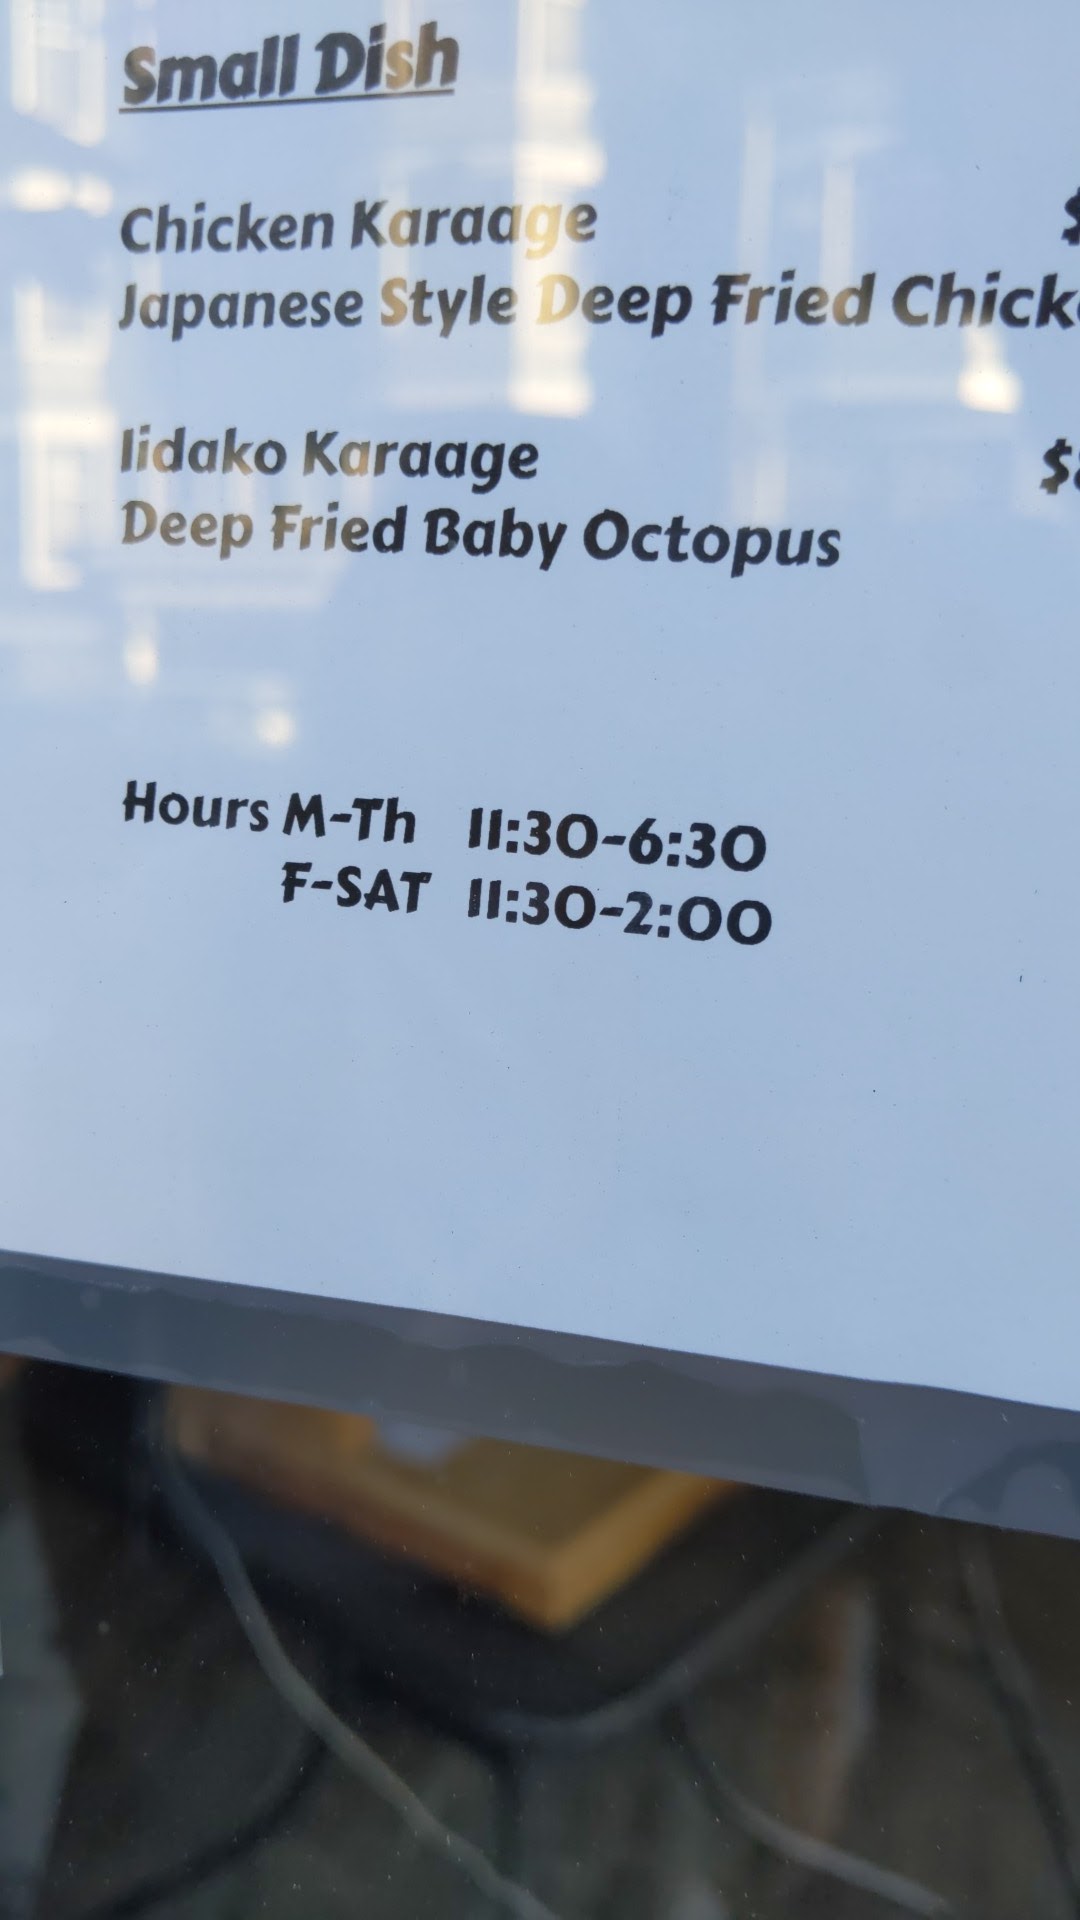 Small Dish
Chicken Karaage $
Japanese Style Deep Fried Chick
Iidako Karaage $
Deep Fried Baby Octopus
Hours M-Th 11:30-6:30
F-SAT 11:30-2:00